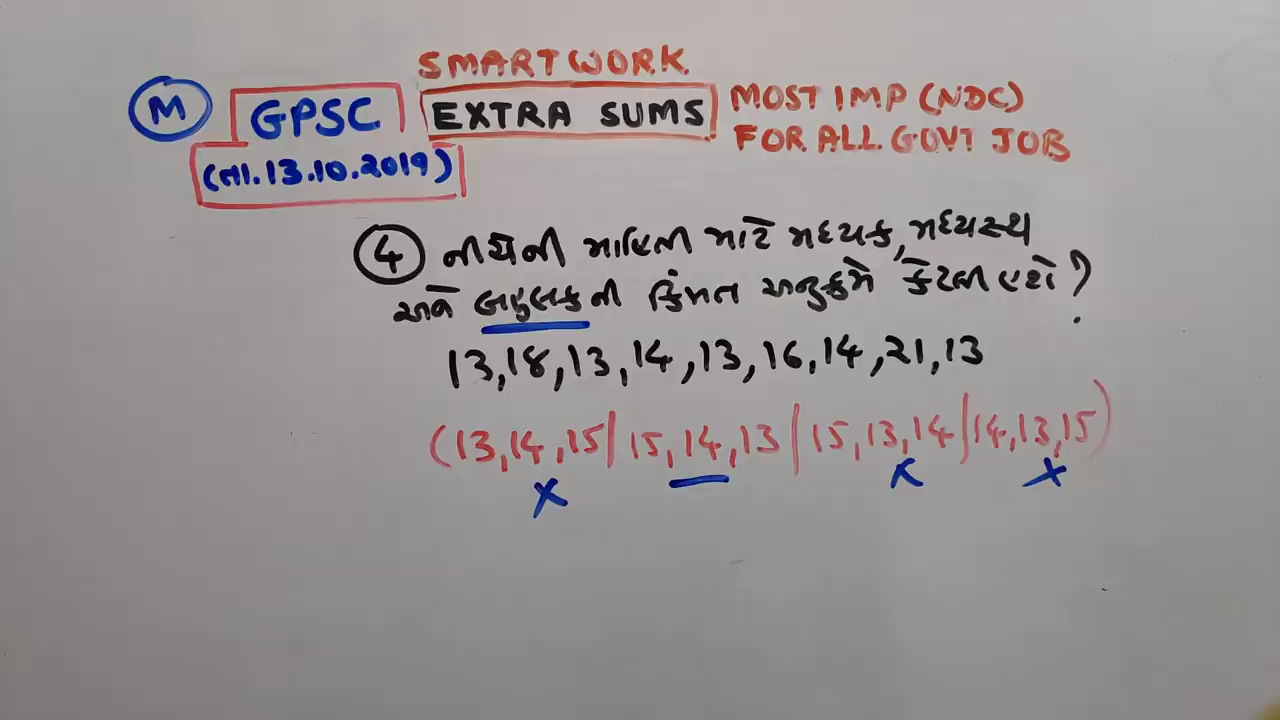 SMART WORK
M GPSC EXTRA SUMS MOST IMP (NDC)
FOR ALL GOVT JOB
(તા.13.10.2019)
4 નીચેની માહિતી માટે મધ્યક, મધ્યસ્થ
અને બહુલકની કિંમત અનુક્રમે કેટલી હશે?
13,18,13,14,13,16,14,21,13
(13,14,15/15,14,13/15,13,14/14,13,15)
x x x